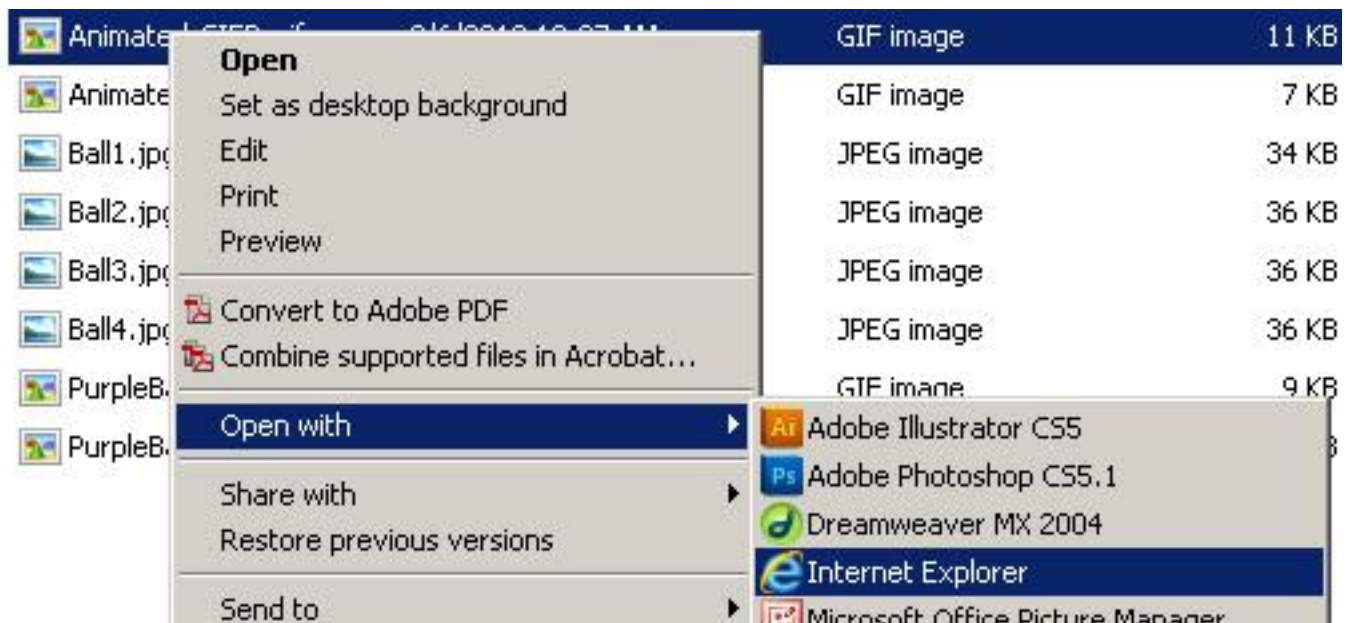 Animate GIF image 11 KB
Open
Animate GIF image 7 KB
Set as desktop background
Ball1.jpg Edit JPEG image 34 KB
Print
Ball2.jpg JPEG image 36 KB
Preview
Ball3.jpg JPEG image 36 KB
Convert to Adobe PDF
Ball4.jpg JPEG image 36 KB
Combine supported files in Acrobat...
PurpleB GIF image 9 KB
Open with
PurpleB
Share with
Restore previous versions
Send to
Adobe Illustrator CS5
Adobe Photoshop CS5.1
Dreamweaver MX 2004
Internet Explorer
Microsoft Office Picture Manager